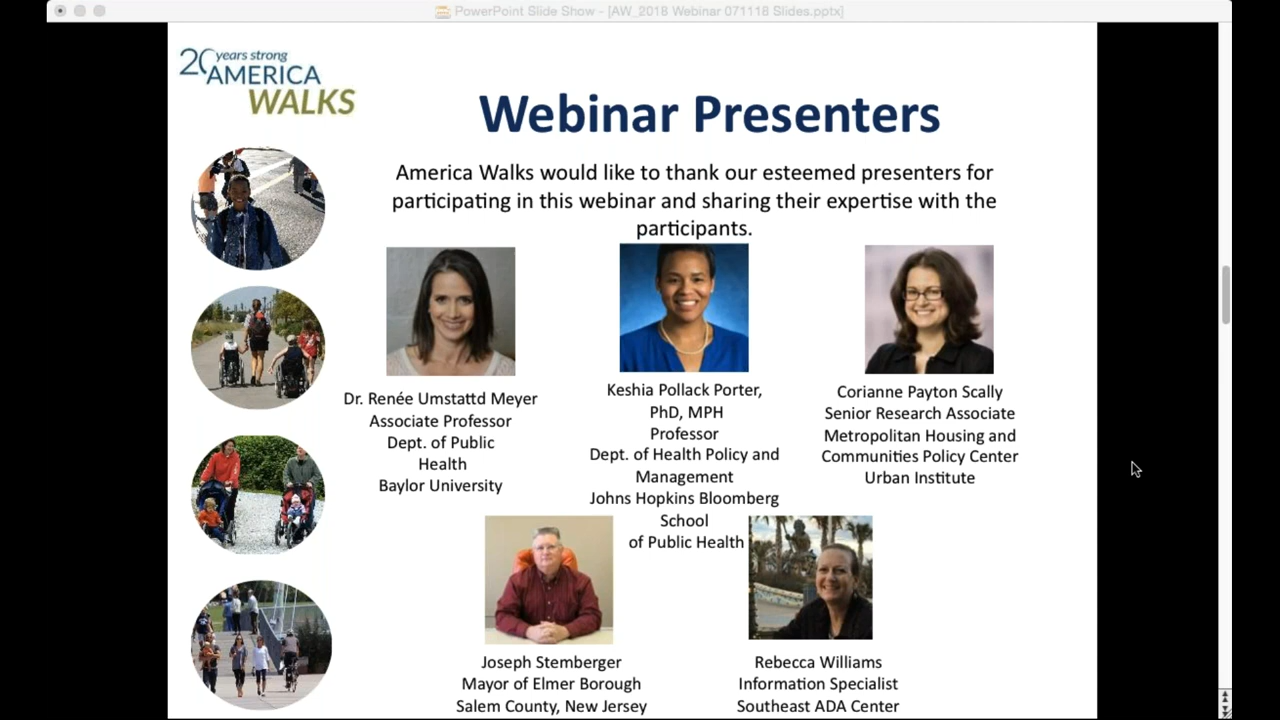 PowerPoint Slide Show - [AW_2018 Webinar 071118 Slides.pptx]
20 years strong
AMERICA
WALKS
Webinar Presenters
America Walks would like to thank our esteemed presenters for
participating in this webinar and sharing their expertise with the
participants.
Dr. Renée Umstattd Meyer
Associate Professor
Dept. of Public
Health
Baylor University
Keshia Pollack Porter,
PhD, MPH
Professor
Dept. of Health Policy and
Management
Johns Hopkins Bloomberg
School
of Public Health
Corianne Payton Scally
Senior Research Associate
Metropolitan Housing and
Communities Policy Center
Urban Institute
Joseph Stemberger
Mayor of Elmer Borough
Salem County, New Jersey
Rebecca Williams
Information Specialist
Southeast ADA Center